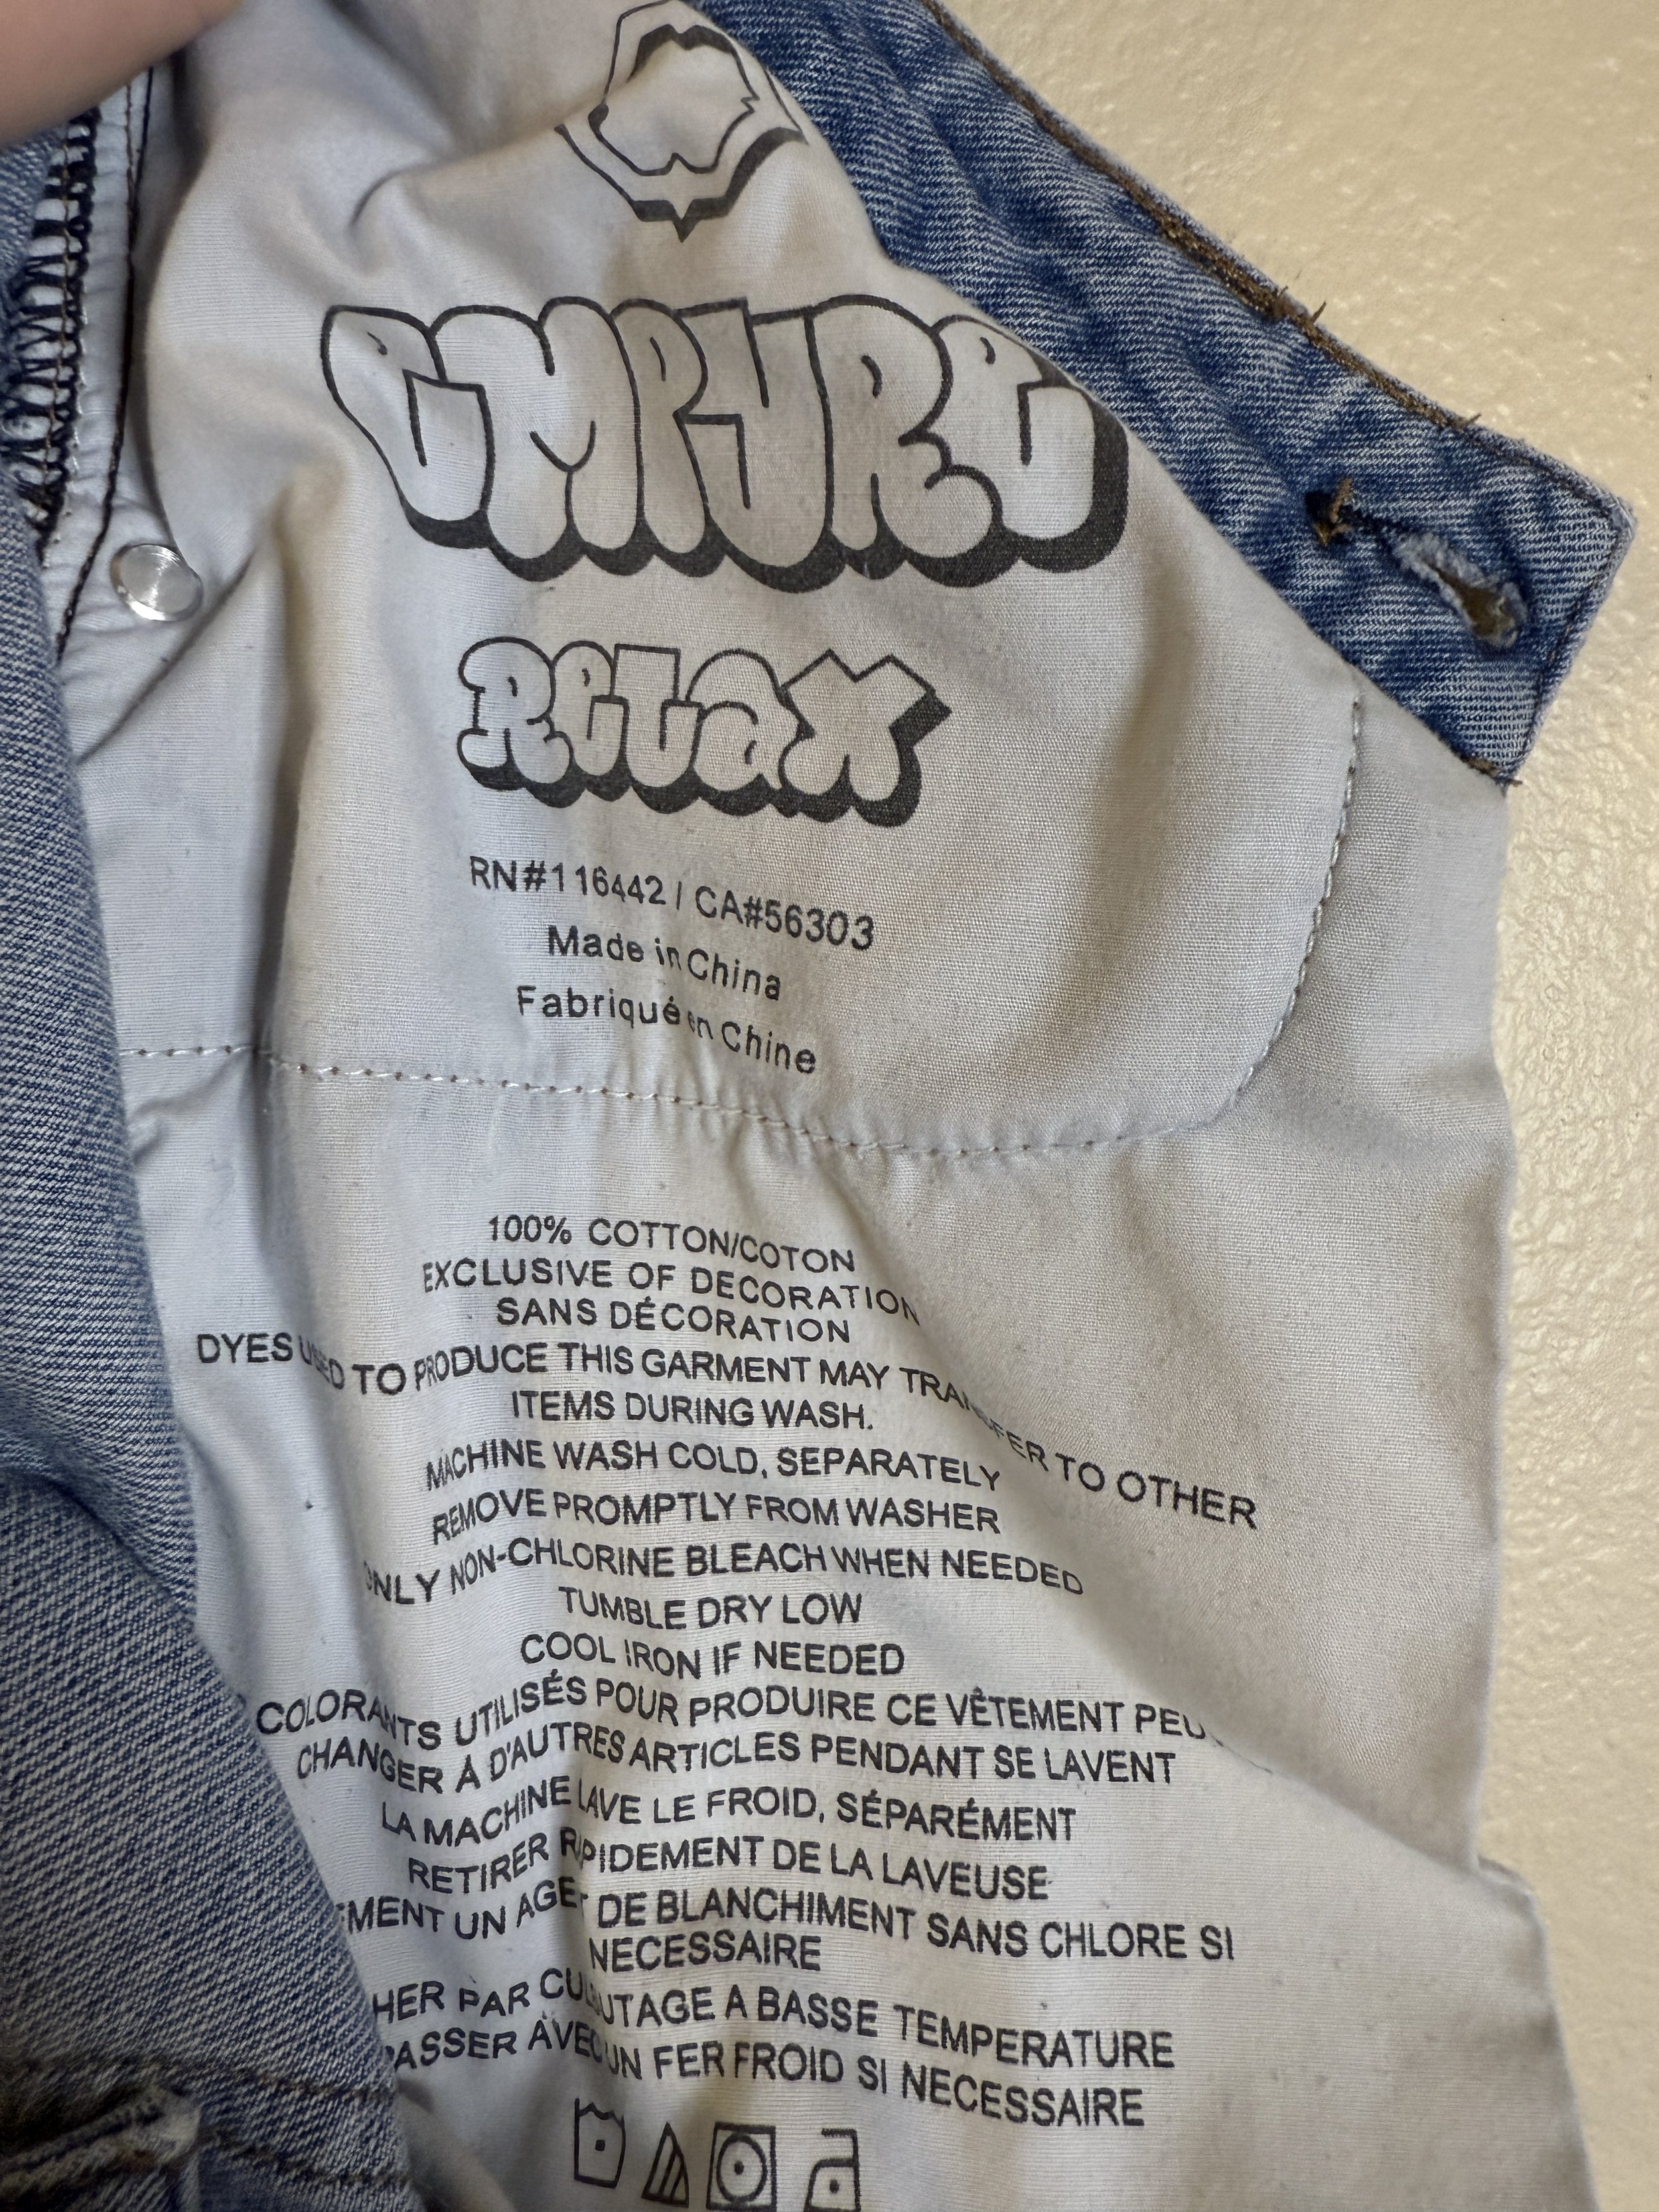 EMPYRE
RELAX
RN#116442 / CA#56303
Made in China
Fabriqué en Chine
100% COTTON/COTON
EXCLUSIVE OF DECORATION
SANS DÉCORATION
DYES USED TO PRODUCE THIS GARMENT MAY TRANSFER TO OTHER
ITEMS DURING WASH.
MACHINE WASH COLD, SEPARATELY
REMOVE PROMPTLY FROM WASHER
ONLY NON-CHLORINE BLEACH WHEN NEEDED
TUMBLE DRY LOW
COOL IRON IF NEEDED
COLORANTS UTILISÉS POUR PRODUIRE CE VÊTEMENT
CHANGER À D'AUTRES ARTICLES PENDANT SE LAVENT
LA MACHINE LAVE LE FROID, SÉPARÉMENT
RETIRER RAPIDEMENT DE LA LAVEUSE
UN AGENT DE BLANCHIMENT SANS CHLORE SI
NECESSAIRE
PAR CULBUTAGE A BASSE TEMPERATURE
AVEC UN FER FROID SI NECESSAIRE